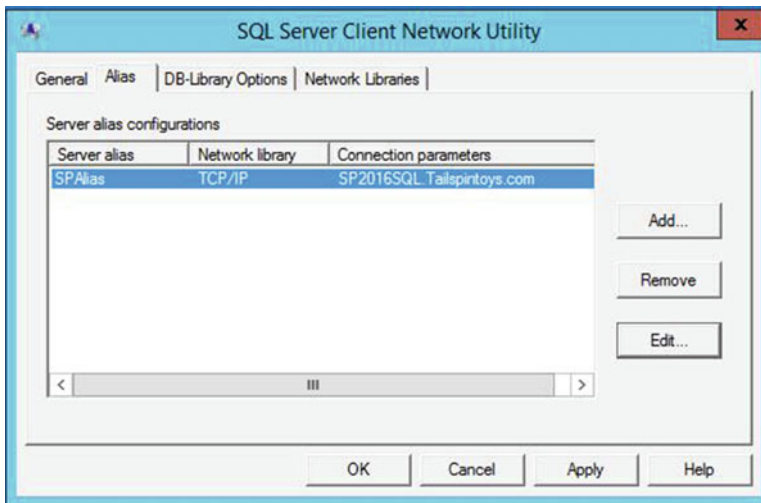 SQL Server Client Network Utility
x
General Alias DB-Library Options Network Libraries
Server alias configurations
Server alias Network library Connection parameters
SPAlias TCP/IP SP2016SQL.Tailspintoys.com
Add...
Remove
Edit...
OK Cancel Apply Help